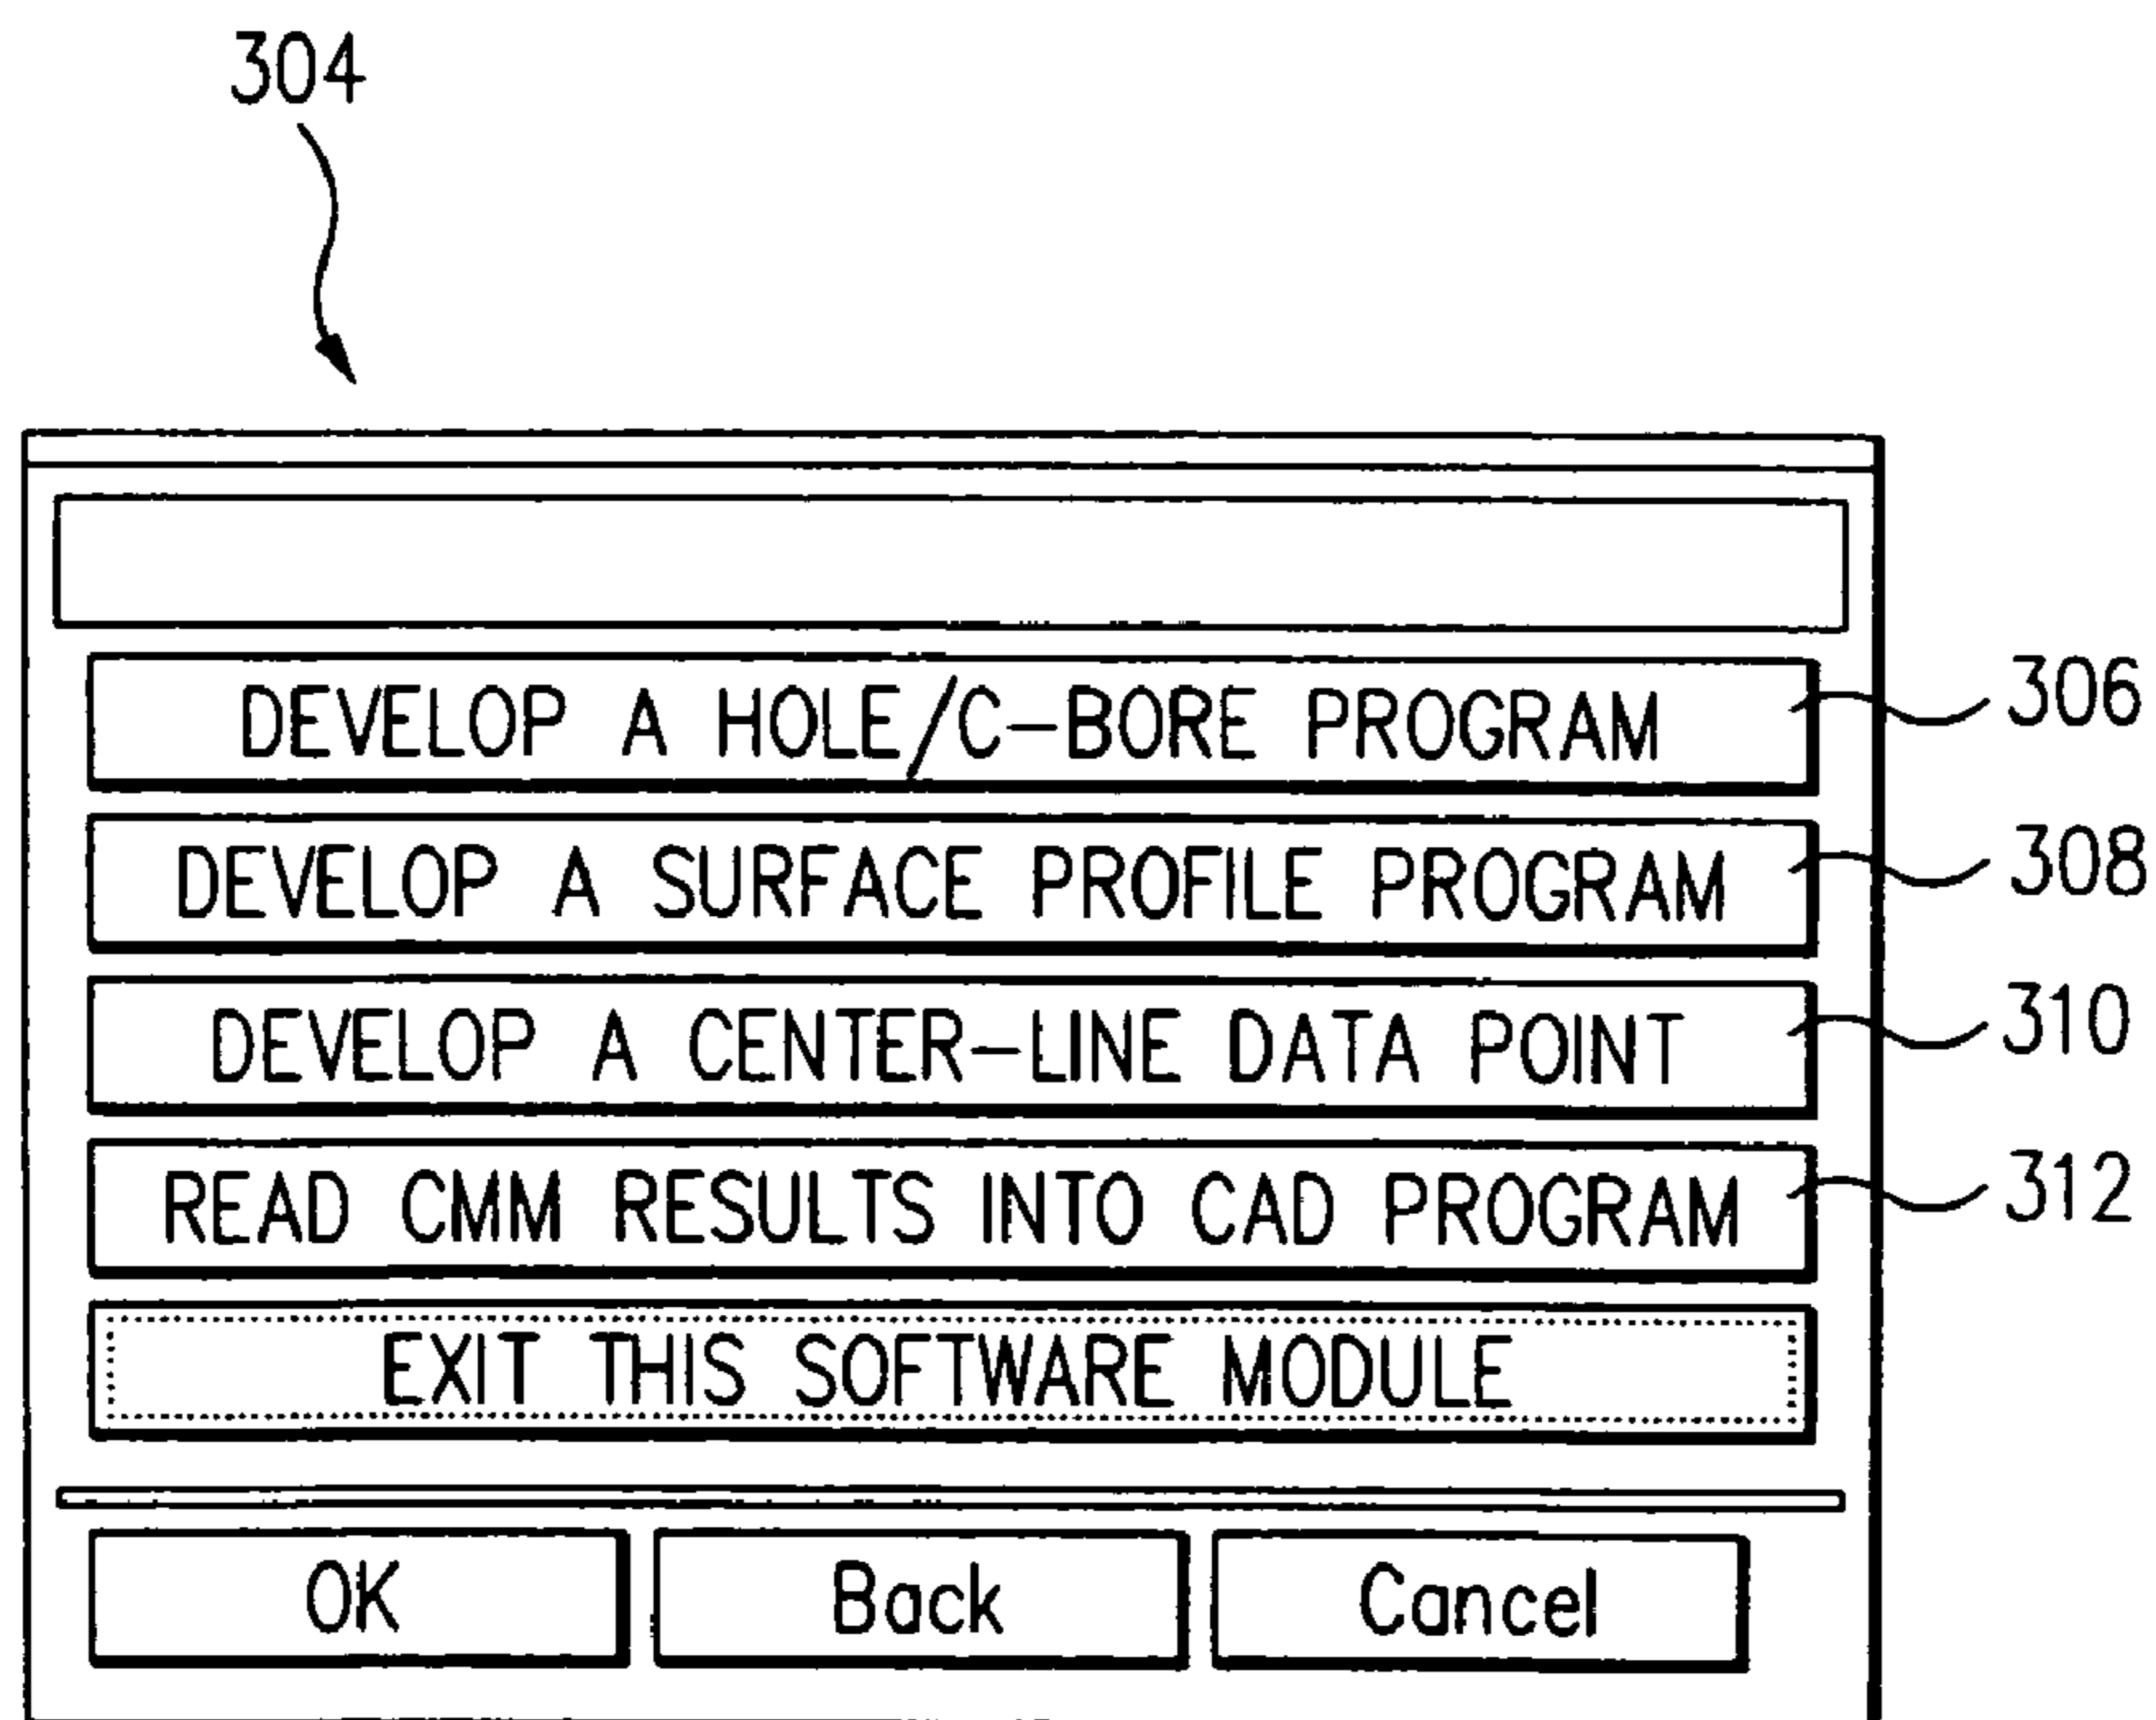 304
DEVELOP A HOLE/C-BORE PROGRAM 306
DEVELOP A SURFACE PROFILE PROGRAM 308
DEVELOP A CENTER-LINE DATA POINT 310
READ CMM RESULTS INTO CAD PROGRAM 312
EXIT THIS SOFTWARE MODULE
OK Back Cancel